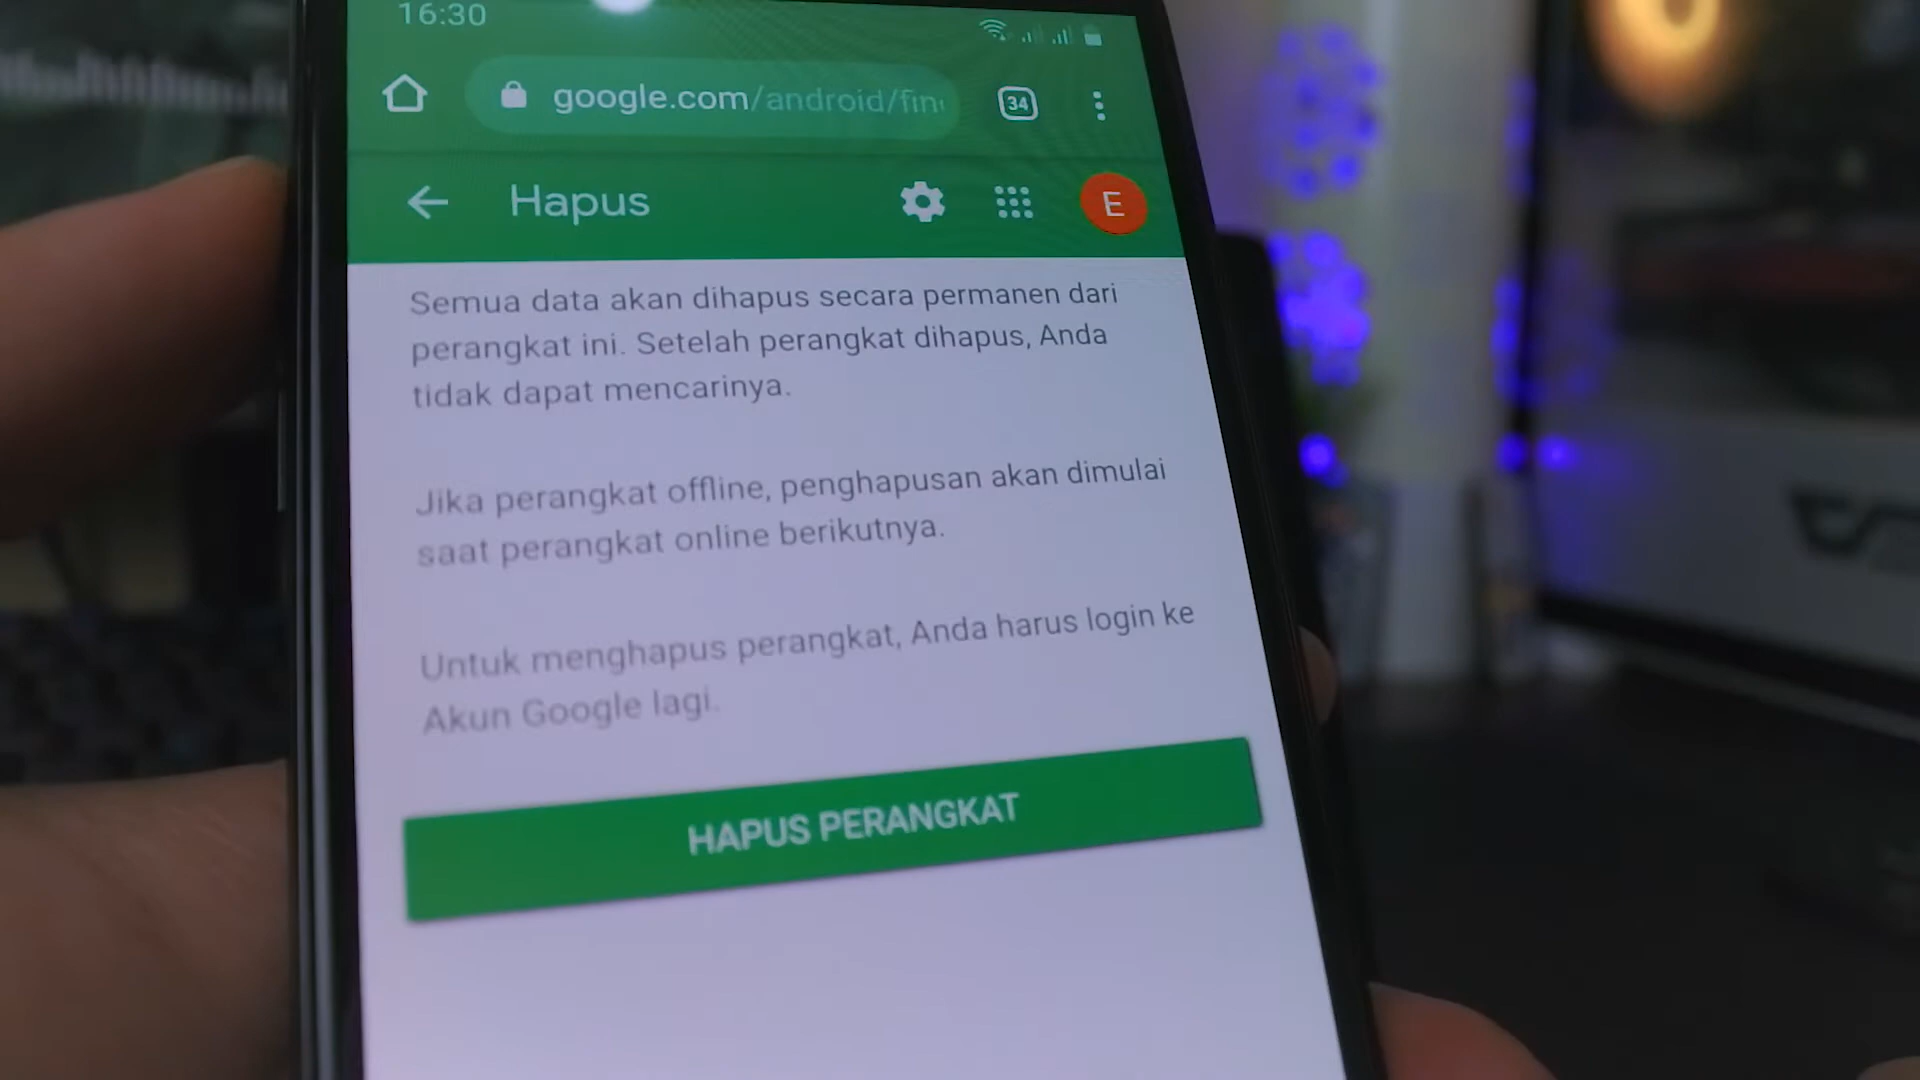 16:30
google.com/android/fin
34
Hapus
E
Semua data akan dihapus secara permanen dari
perangkat ini. Setelah perangkat dihapus, Anda
tidak dapat mencarinya.
Jika perangkat offline, penghapusan akan dimulai
saat perangkat online berikutnya.
Untuk menghapus perangkat, Anda harus login ke
Akun Google lagi.
HAPUS PERANGKAT